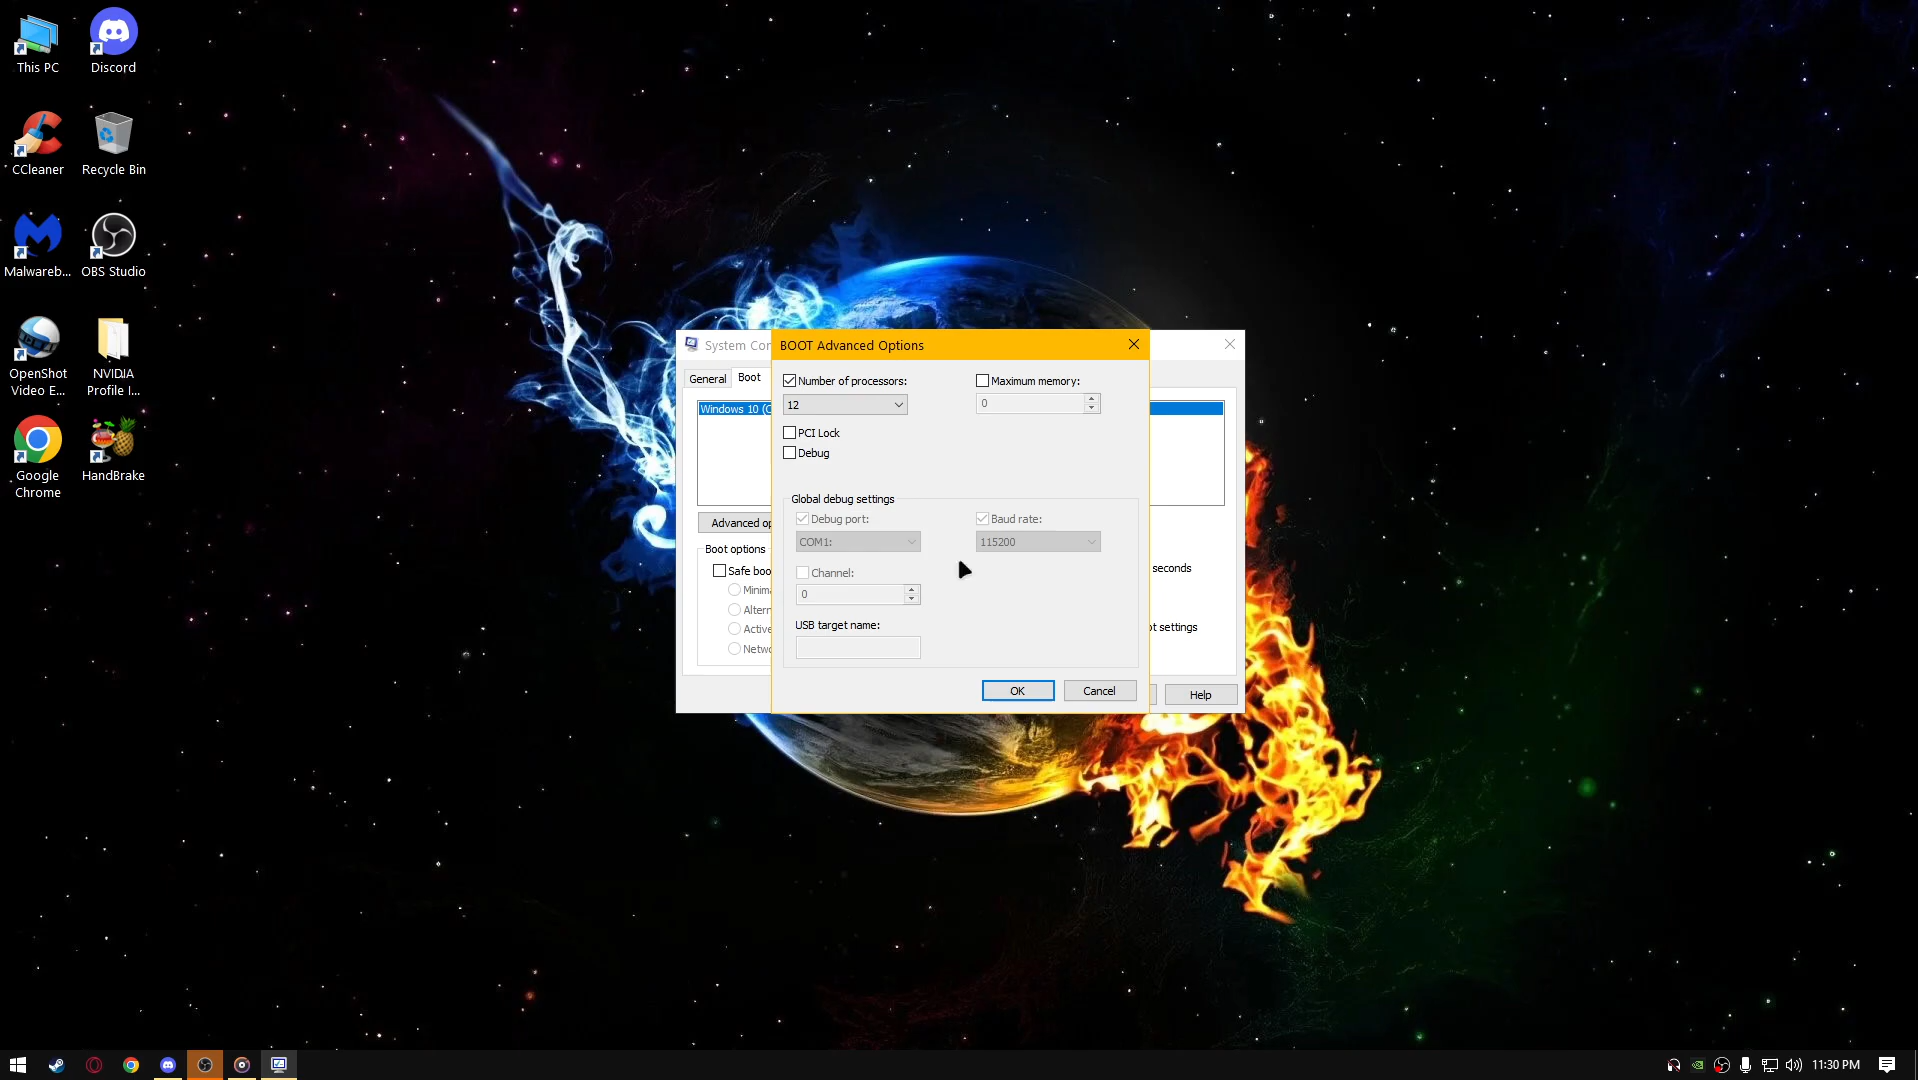 This PC
Discord
CCleaner
Recycle Bin
Malwareb...
OBS Studio
OpenShot
Video E...
NVIDIA
Profile I...
Google
Chrome
HandBrake
System Con
BOOT Advanced Options
General
Boot
Windows 10 (C
Advanced op
Boot options
Safe boo
Minima
Altern
Active
Netwo
Number of processors:
12
Maximum memory:
0
PCI Lock
Debug
Global debug settings
Debug port:
COM1:
Baud rate:
115200
Channel:
0
USB target name:
OK
Cancel
seconds
ot settings
Help
11:30 PM